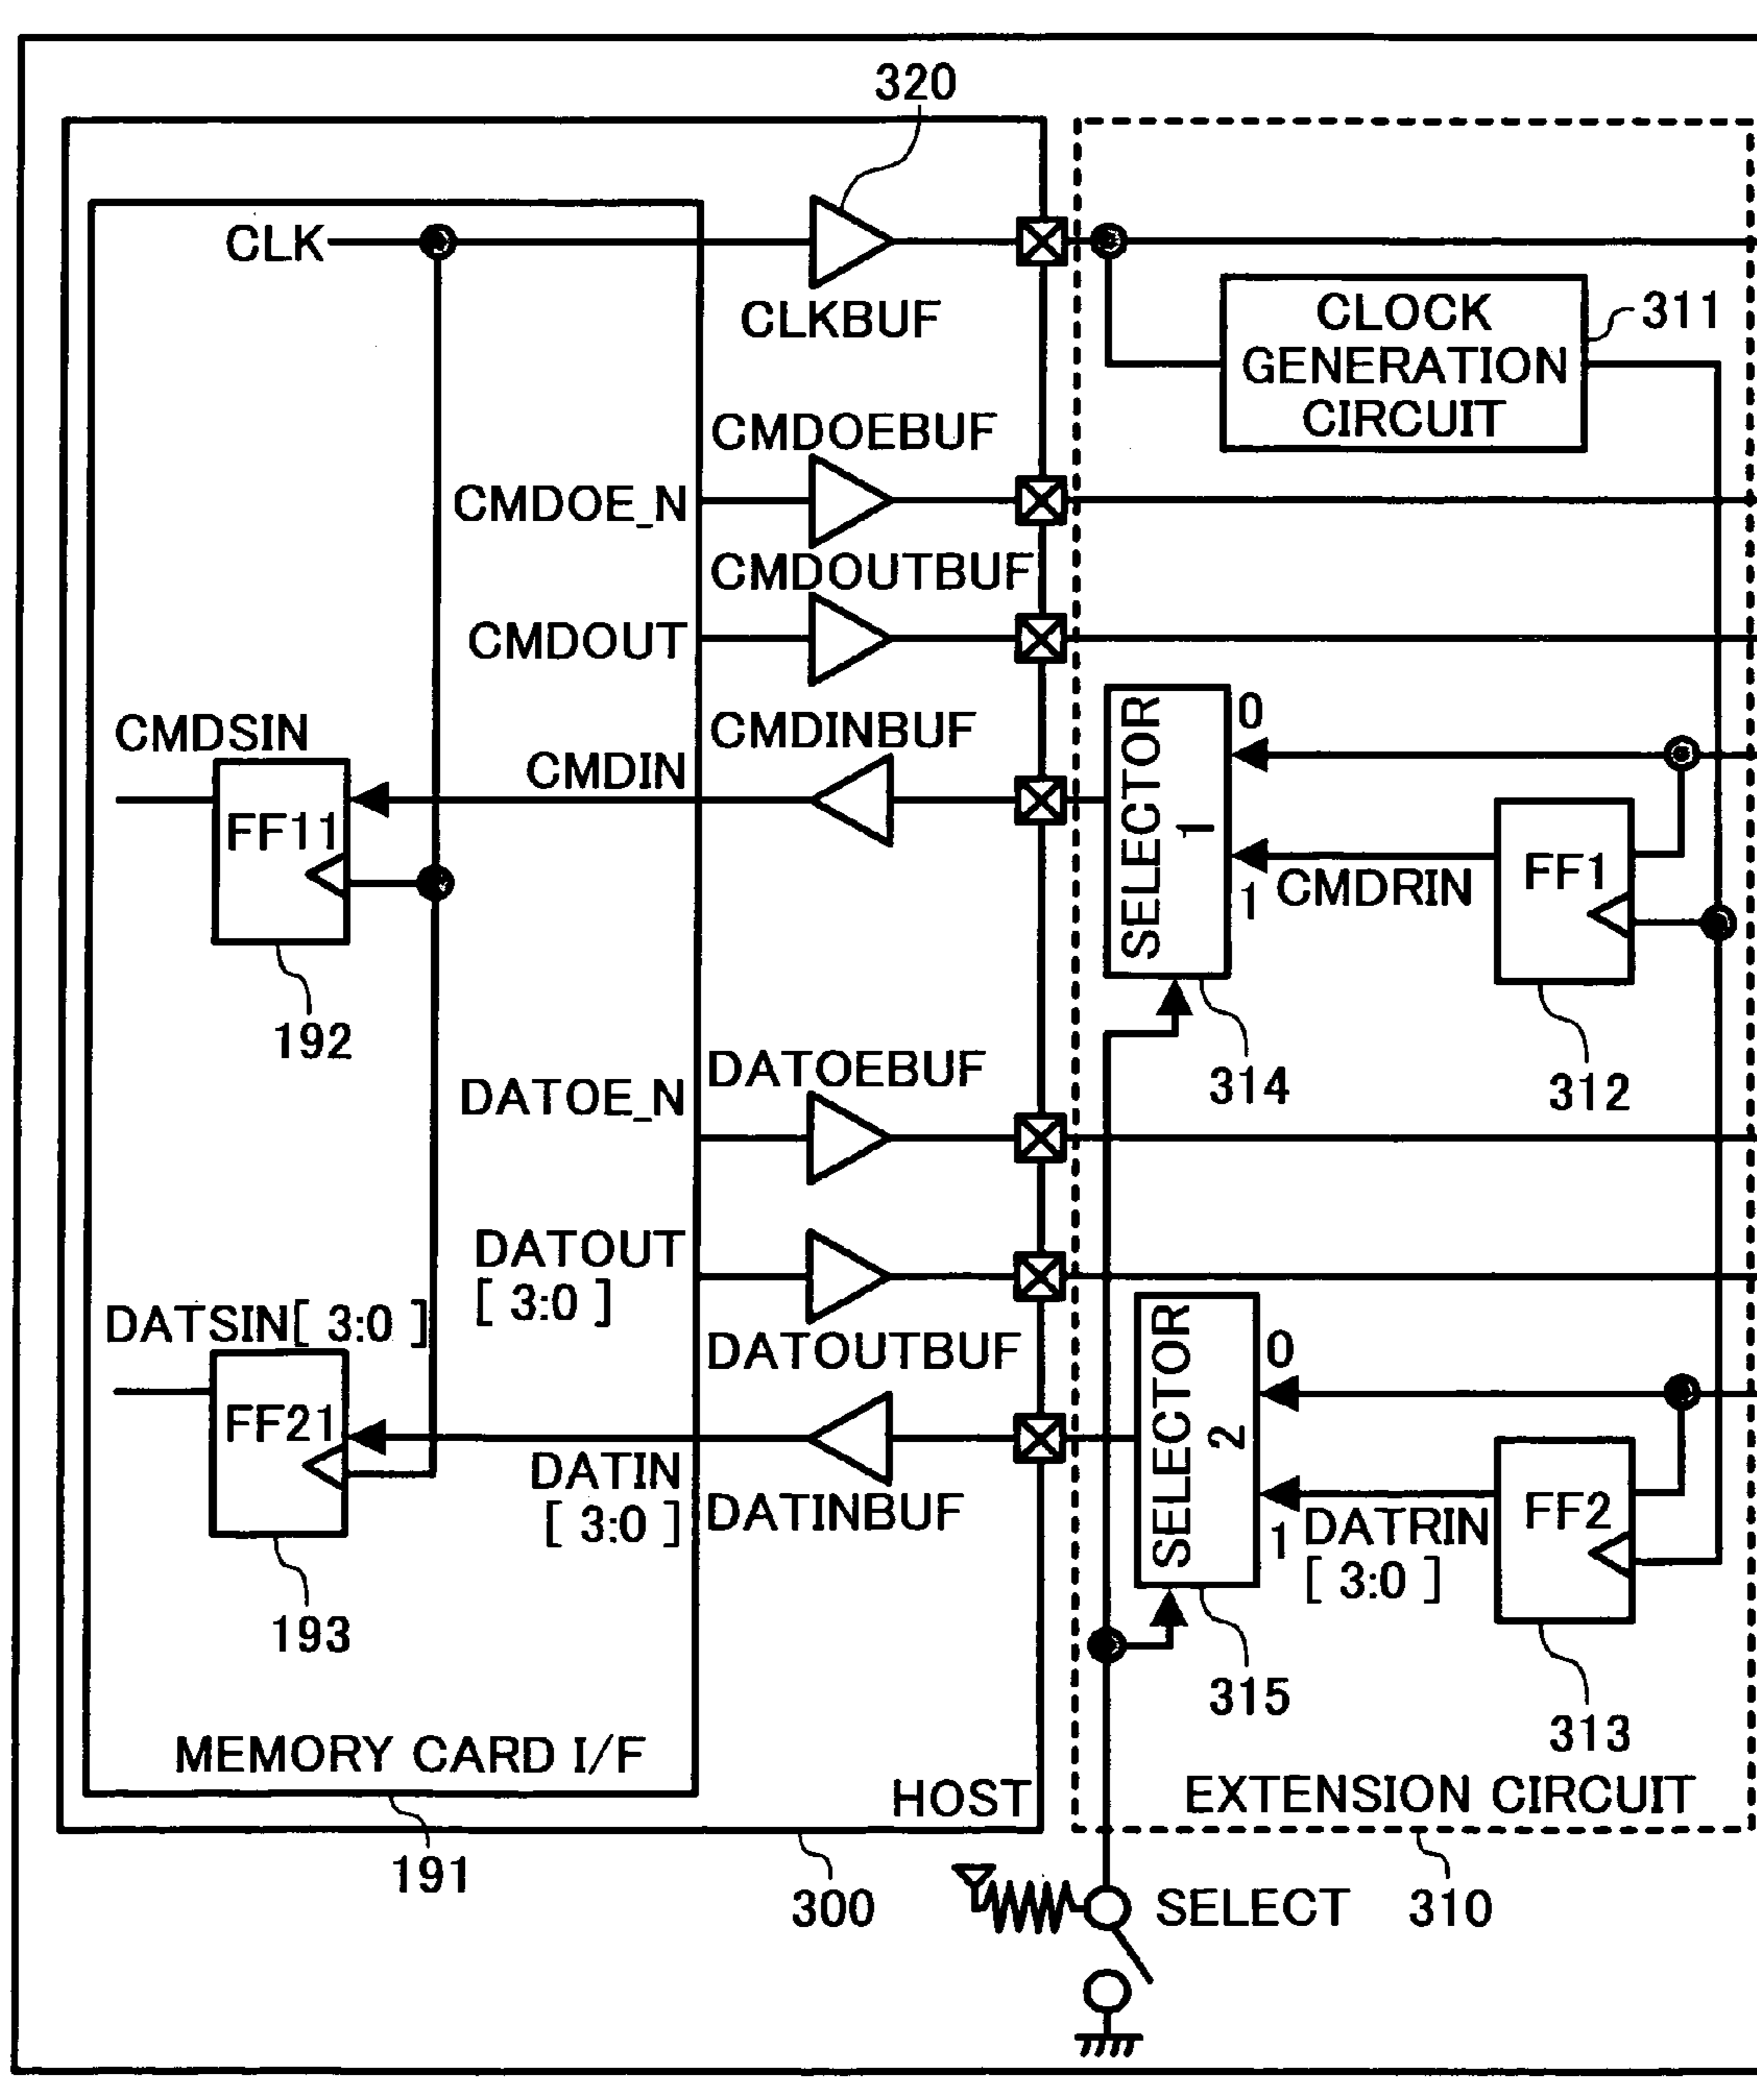 320
CLK
CLKBUF
CLOCK
GENERATION
CIRCUIT
311
CMDOEBUF
CMDOE_N
CMDOUTBUF
CMDOUT
CMDSIN
CMDINBUF
CMDIN
FF11
192
SELECTOR
1
0
1
CMDRIN
FF1
314
312
DATOEBUF
DATOE_N
DATOUT
[ 3:0 ]
DATOUTBUF
DATSIN[ 3:0 ]
FF21
193
DATIN
[ 3:0 ]
DATINBUF
SELECTOR
2
0
1
DATRIN
[ 3:0 ]
FF2
315
313
MEMORY CARD I/F
191
HOST
300
EXTENSION CIRCUIT
310
SELECT